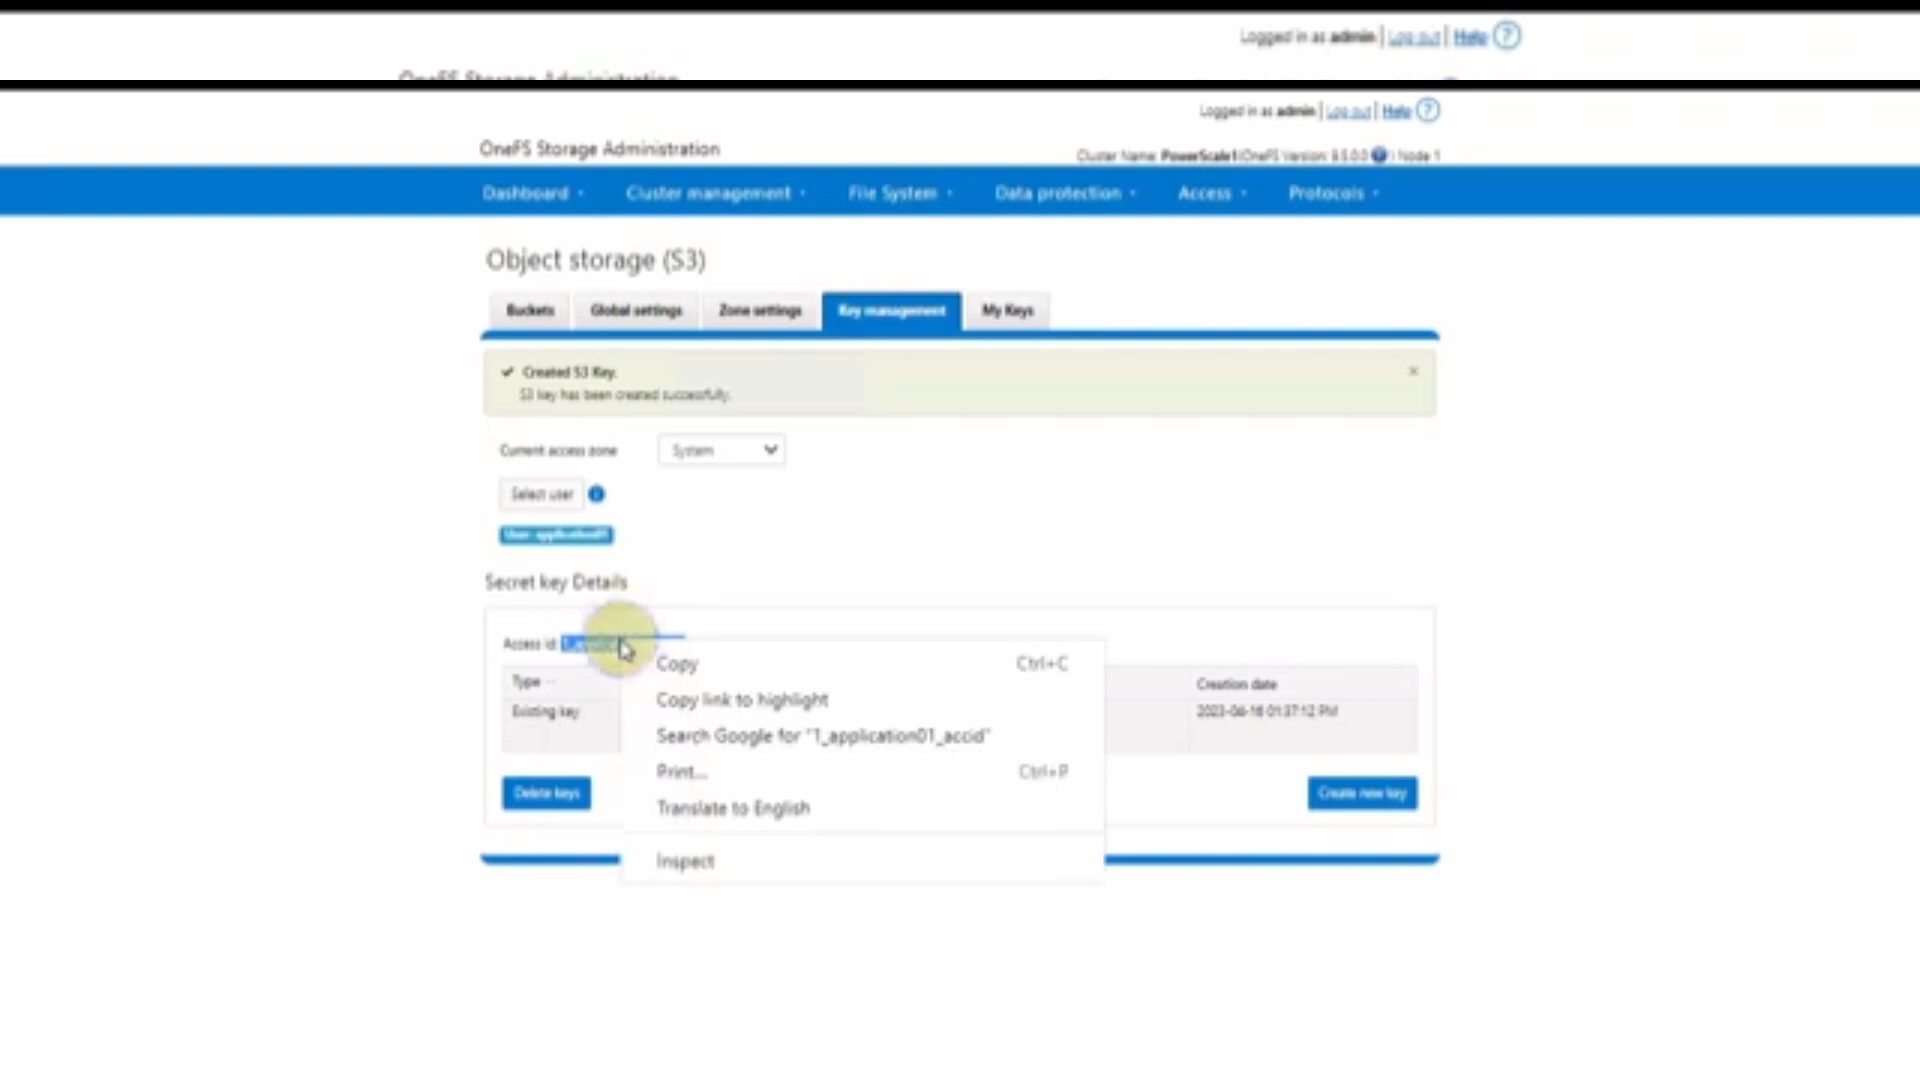 Logged in as admin | Log out | Help ?
OneFS Storage Administration
Logged in as admin | Log out | Help ?
OneFS Storage Administration
Cluster Name: PowerScale1 (OneFS Version: 9.5.0.0 ) | Node 1
Dashboard Cluster management File System Data protection Access Protocols
Object storage (S3)
Buckets Global settings Zone settings Key management My Keys
Created S3 Key.
S3 key has been created successfully.
Current access zone System
Select user
User: application01
Secret key Details
Access id:
Copy Ctrl+C
Type Creation date
Copy link to highlight
Existing key 2023-04-16 01:37:12 PM
Search Google for "1_application01_accid"
Print... Ctrl+P
Delete keys Create new key
Translate to English
Inspect